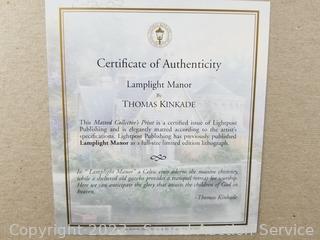 Certificate of Authenticity
Lamplight Manor
By
THOMAS KINKADE
This Matted Collector's Print is a certified issue of Lightpost
Publishing and is elegantly matted according to the artist's
specifications. Lightpost Publishing has previously published
Lamplight Manor as a full-size limited edition lithograph.
In "Lamplight Manor" a Celtic cross adorns the massive chimney,
while a sheltered old gazebo provides a tranquil retreat for worship.
Here we can anticipate the glory that awaits the children of God in
heaven.
-Thomas Kinkade
Copyright 2023 - Sound Auction Service